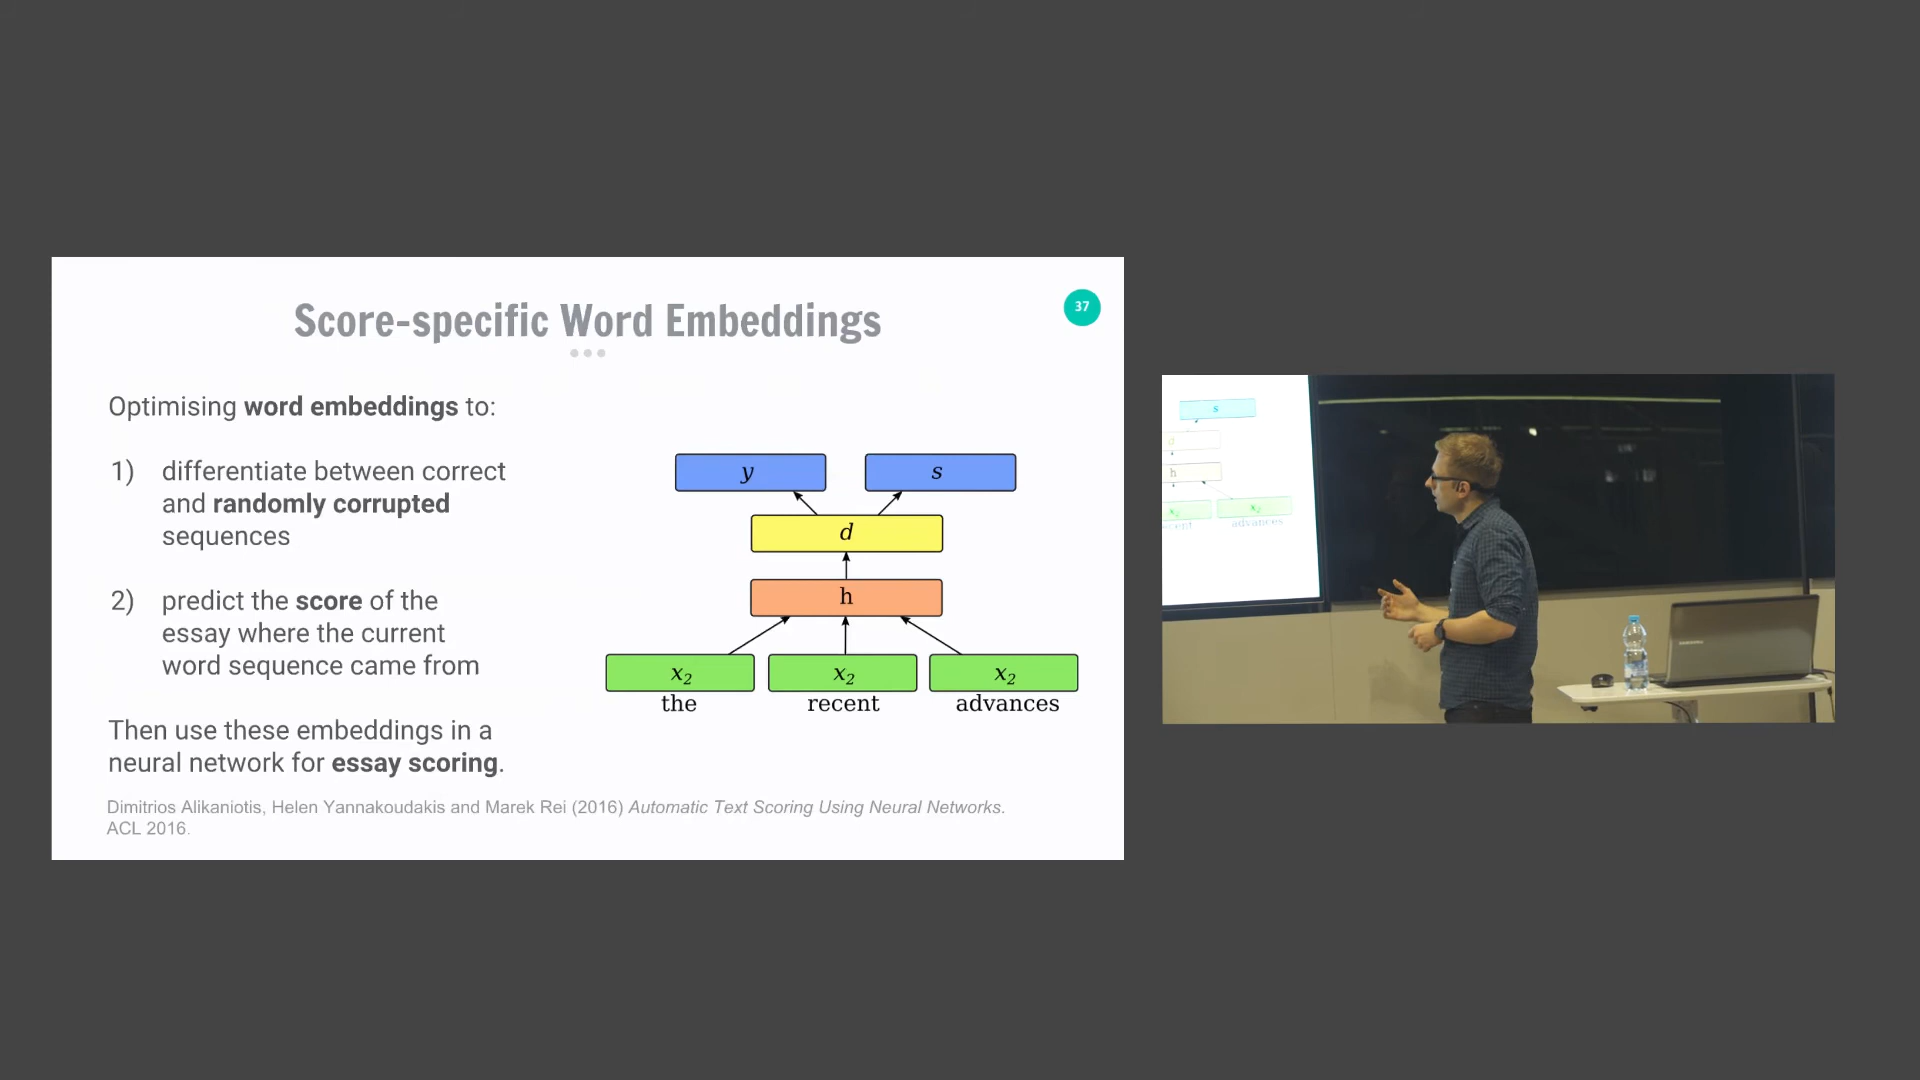 Score-specific Word Embeddings
37
Optimising word embeddings to:
1) differentiate between correct
and randomly corrupted
sequences
2) predict the score of the
essay where the current
word sequence came from
Then use these embeddings in a
neural network for essay scoring.
y s
d
h
x2 x2 x2
the recent advances
Dimitrios Alikaniotis, Helen Yannakoudakis and Marek Rei (2016) Automatic Text Scoring Using Neural Networks.
ACL 2016.
s
d
h
x2 x2
advances